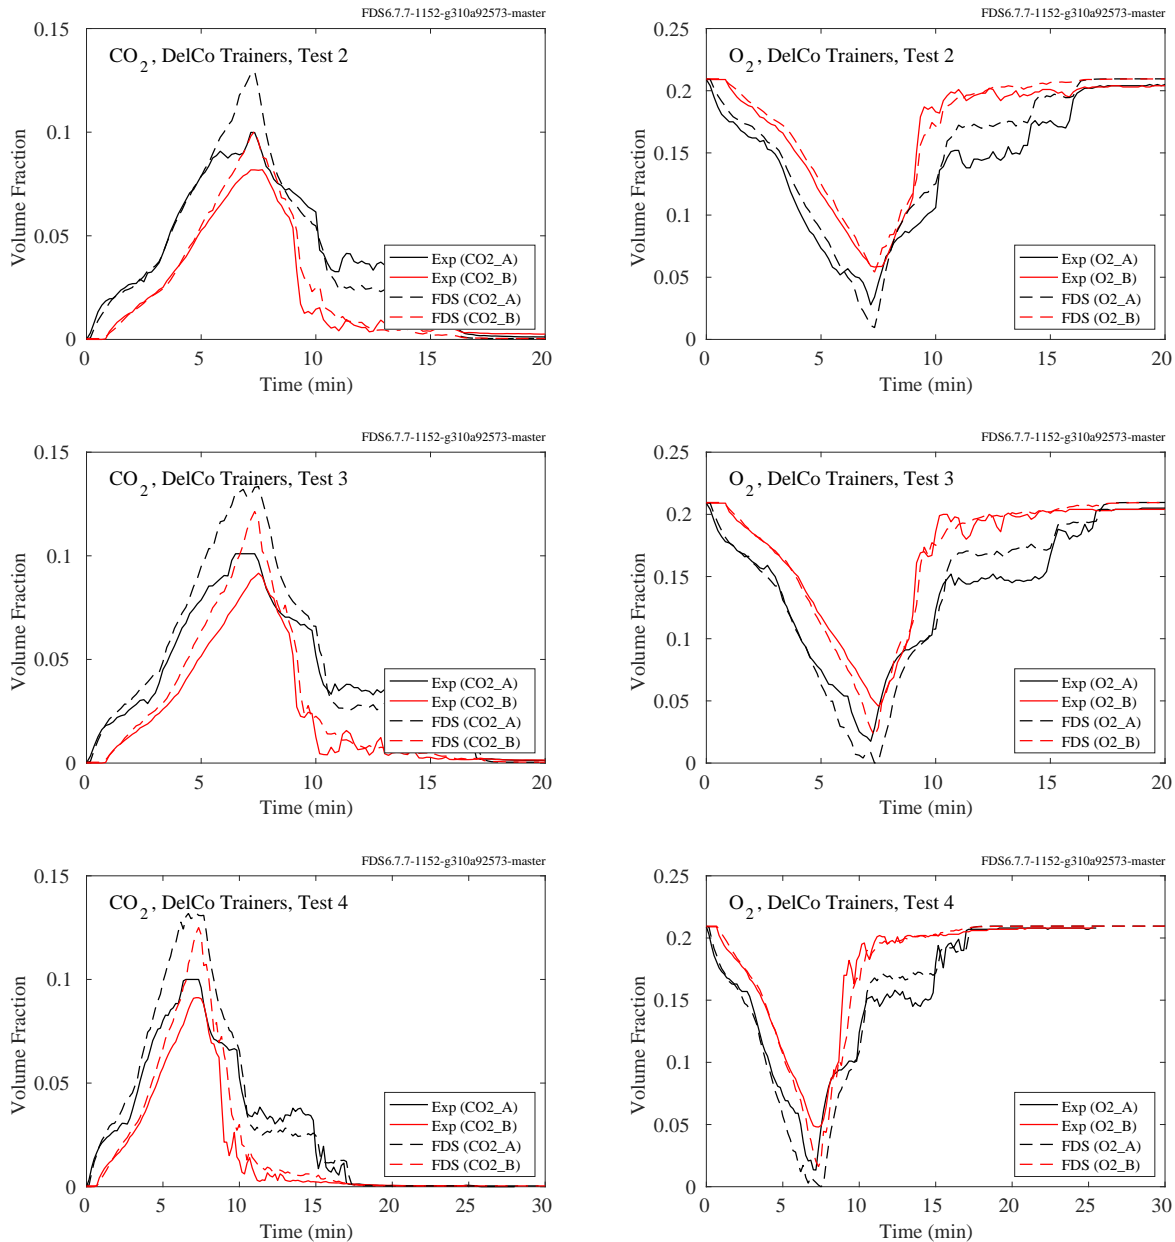 FDS6.7.7-1152-g310a92573-master
CO2, DelCo Trainers, Test 2
Volume Fraction
0.15
0.1
0.05
0
Exp (CO2_A)
Exp (CO2_B)
FDS (CO2_A)
FDS (CO2_B)
0 5 10 15 20
Time (min)
FDS6.7.7-1152-g310a92573-master
O2, DelCo Trainers, Test 2
Volume Fraction
0.25
0.2
0.15
0.1
0.05
0
Exp (O2_A)
Exp (O2_B)
FDS (O2_A)
FDS (O2_B)
0 5 10 15 20
Time (min)
FDS6.7.7-1152-g310a92573-master
CO2, DelCo Trainers, Test 3
Volume Fraction
0.15
0.1
0.05
0
Exp (CO2_A)
Exp (CO2_B)
FDS (CO2_A)
FDS (CO2_B)
0 5 10 15 20
Time (min)
FDS6.7.7-1152-g310a92573-master
O2, DelCo Trainers, Test 3
Volume Fraction
0.25
0.2
0.15
0.1
0.05
0
Exp (O2_A)
Exp (O2_B)
FDS (O2_A)
FDS (O2_B)
0 5 10 15 20
Time (min)
FDS6.7.7-1152-g310a92573-master
CO2, DelCo Trainers, Test 4
Volume Fraction
0.15
0.1
0.05
0
Exp (CO2_A)
Exp (CO2_B)
FDS (CO2_A)
FDS (CO2_B)
0 5 10 15 20 25 30
Time (min)
FDS6.7.7-1152-g310a92573-master
O2, DelCo Trainers, Test 4
Volume Fraction
0.25
0.2
0.15
0.1
0.05
0
Exp (O2_A)
Exp (O2_B)
FDS (O2_A)
FDS (O2_B)
0 5 10 15 20 25 30
Time (min)